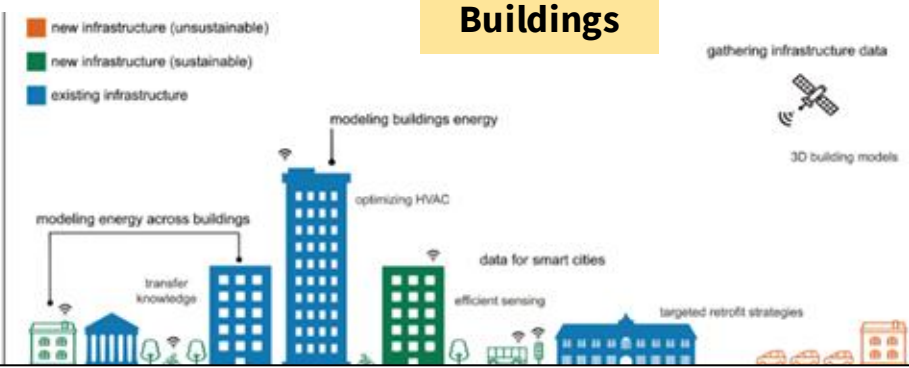 Buildings
new infrastructure (unsustainable)
new infrastructure (sustainable)
existing infrastructure
gathering infrastructure data
modeling buildings energy
3D building models
optimizing HVAC
modeling energy across buildings
data for smart cities
transfer
knowledge
efficient sensing
targeted retrofit strategies